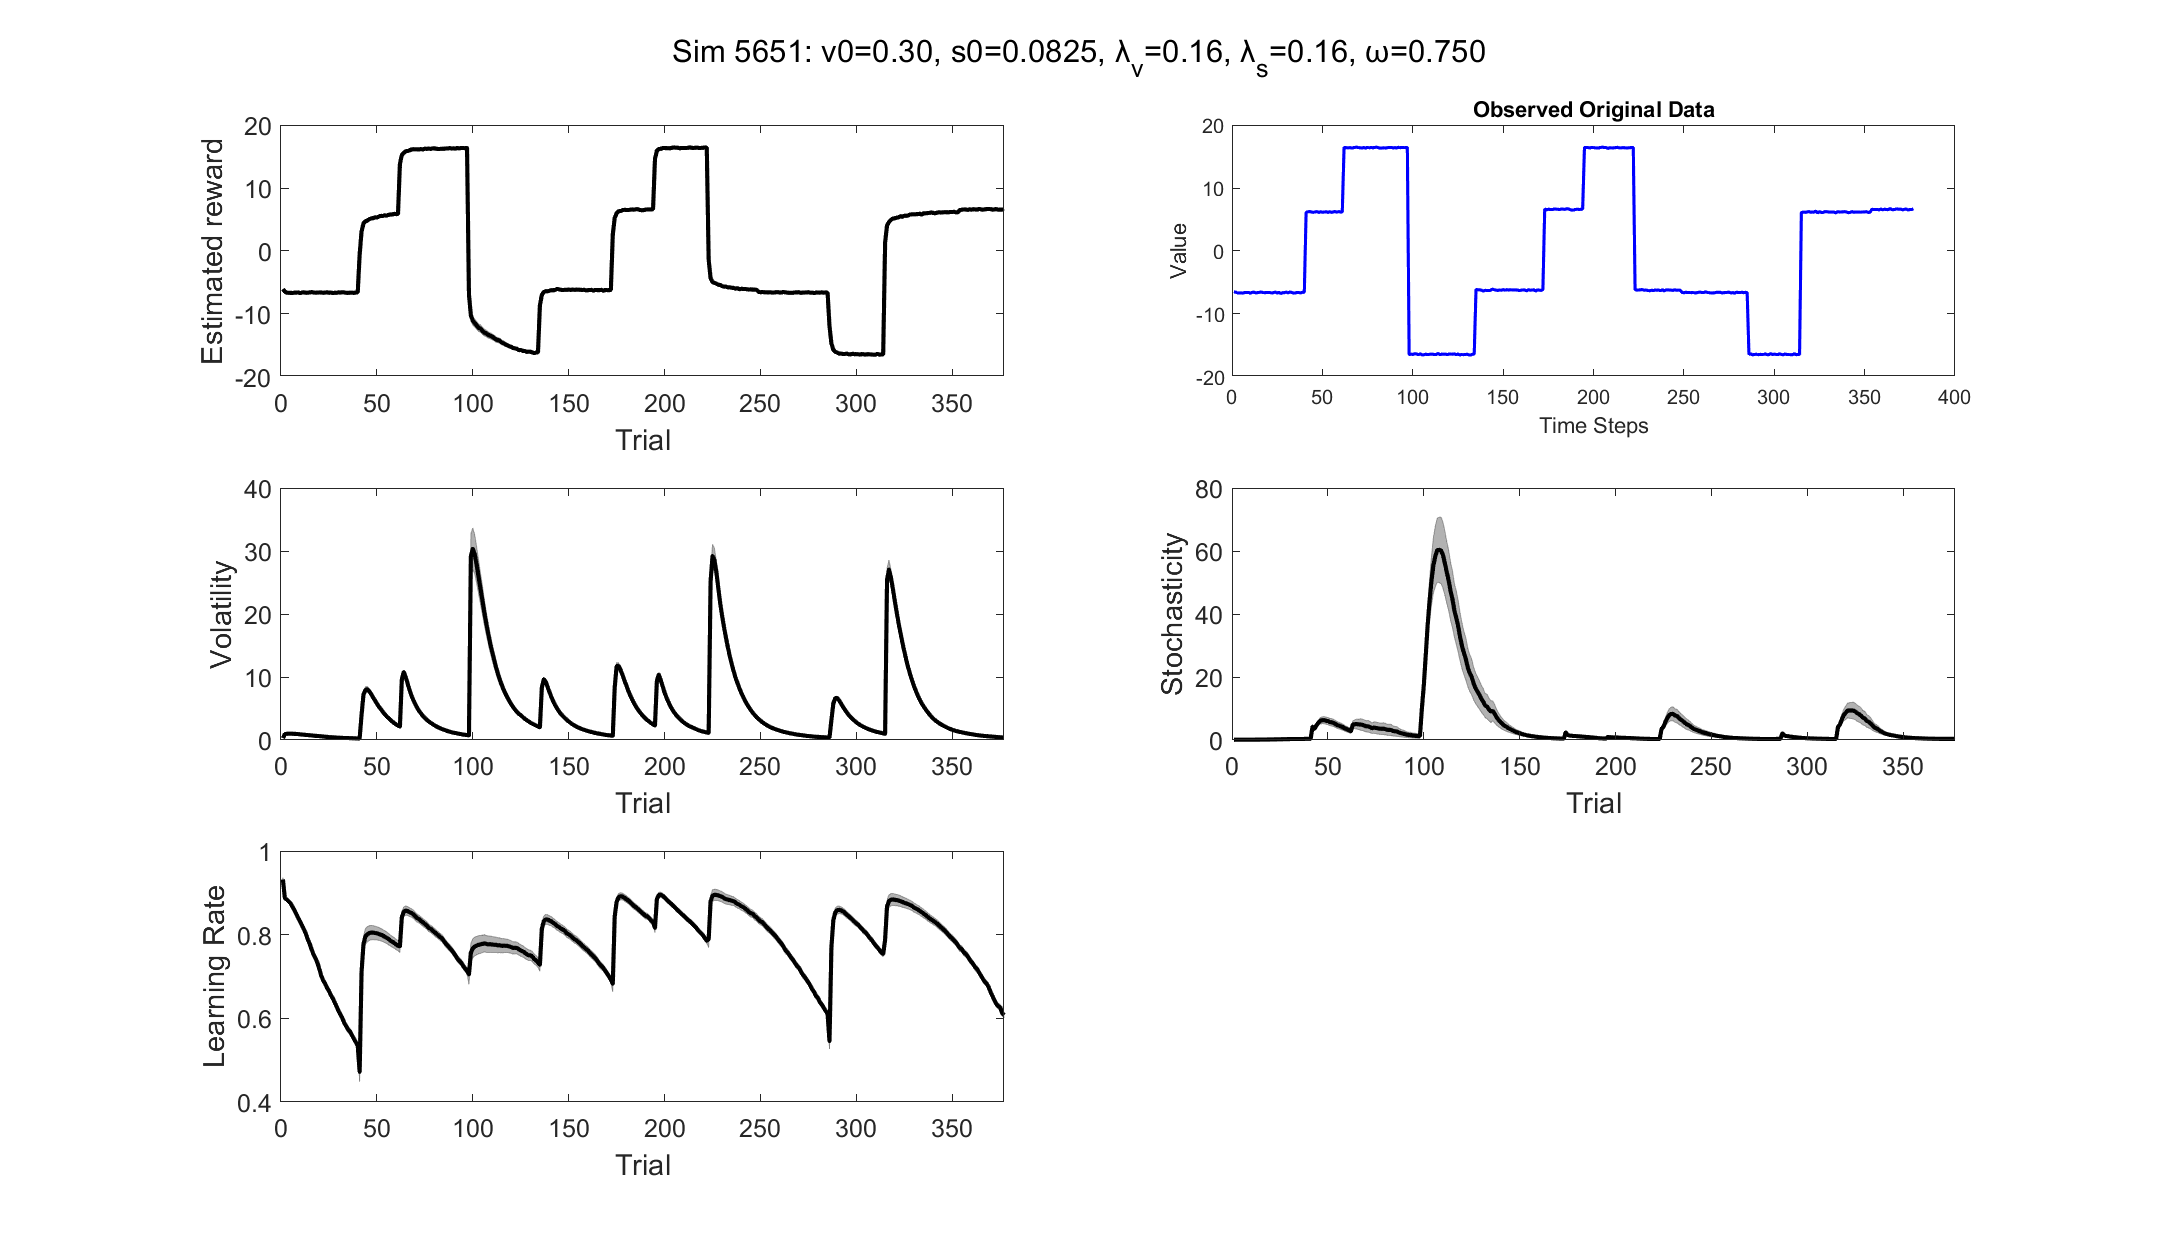 Sim 5651: v0=0.30, s0=0.0825, λ_v=0.16, λ_s=0.16, ω=0.750
20
10
0
-10
-20
Estimated reward
0 50 100 150 200 250 300 350
Trial
Observed Original Data
20
10
0
-10
-20
Value
0 50 100 150 200 250 300 350 400
Time Steps
40
30
20
10
0
Volatility
0 50 100 150 200 250 300 350
Trial
80
60
40
20
0
Stochasticity
0 50 100 150 200 250 300 350
Trial
1
0.8
0.6
0.4
Learning Rate
0 50 100 150 200 250 300 350
Trial